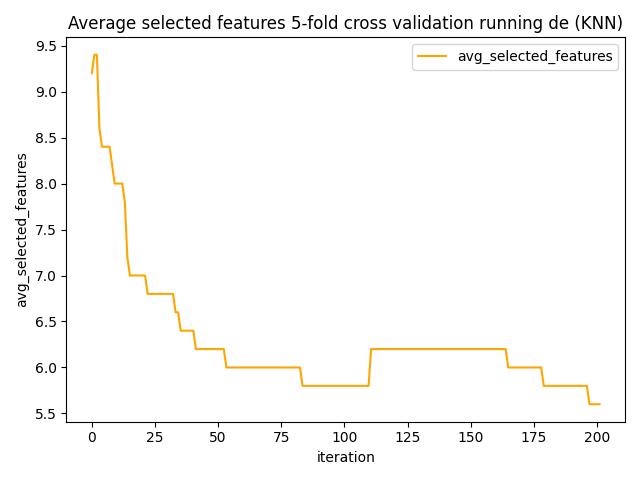 Average selected features 5-fold cross validation running de (KNN)
avg_selected_features
avg_selected_features
9.5
9.0
8.5
8.0
7.5
7.0
6.5
6.0
5.5
0 25 50 75 100 125 150 175 200
iteration